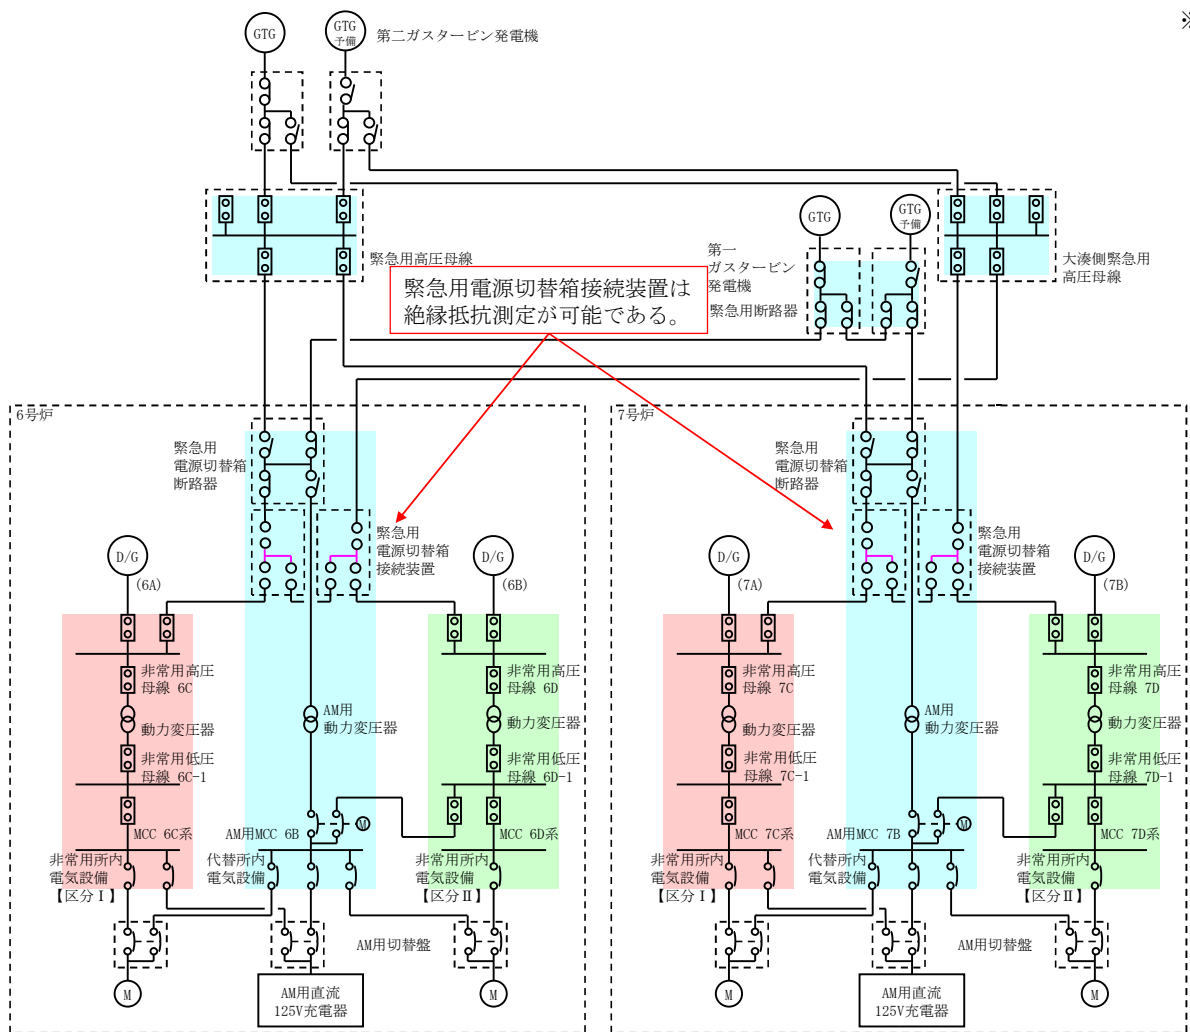 ※
GTG
GTG
予備
第二ガスタービン発電機
GTG
GTG
予備
第一
ガスタービン
発電機
緊急用断路器
緊急用高圧母線
大湊側緊急用
高圧母線
緊急用電源切替箱接続装置は
絶縁抵抗測定が可能である。
6号炉
緊急用
電源切替箱
断路器
緊急用
電源切替箱
接続装置
D/G
(6A)
D/G
(6B)
非常用高圧
母線 6C
動力変圧器
非常用低圧
母線 6C-1
MCC 6C系
非常用所内
電気設備
【区分Ⅰ】
AM用
動力変圧器
M
AM用MCC 6B
代替所内
電気設備
非常用高圧
母線 6D
動力変圧器
非常用低圧
母線 6D-1
MCC 6D系
非常用所内
電気設備
【区分Ⅱ】
AM用切替盤
M
AM用直流
125V充電器
M
7号炉
緊急用
電源切替箱
断路器
緊急用
電源切替箱
接続装置
D/G
(7A)
D/G
(7B)
非常用高圧
母線 7C
動力変圧器
非常用低圧
母線 7C-1
MCC 7C系
非常用所内
電気設備
【区分Ⅰ】
AM用
動力変圧器
M
AM用MCC 7B
代替所内
電気設備
非常用高圧
母線 7D
動力変圧器
非常用低圧
母線 7D-1
MCC 7D系
非常用所内
電気設備
【区分Ⅱ】
AM用切替盤
M
AM用直流
125V充電器
M